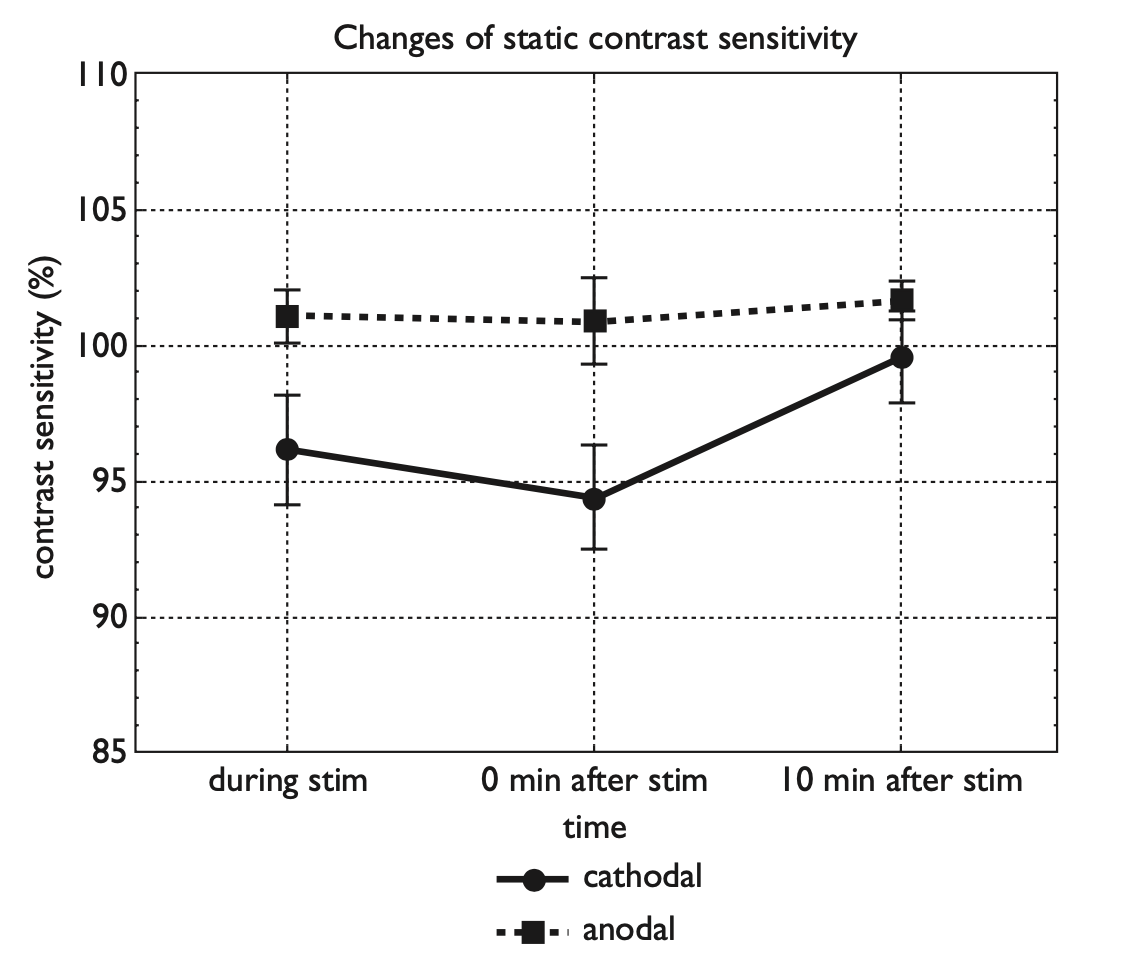 Changes of static contrast sensitivity
110
105
100
95
90
85
contrast sensitivity (%)
during stim
0 min after stim
10 min after stim
time
cathodal
anodal